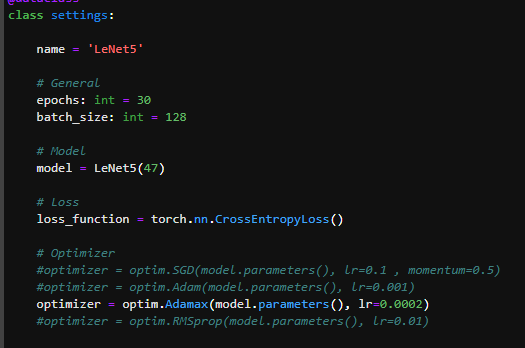 @dataclass
class settings:
name = 'LeNet5'
# General
epochs: int = 30
batch_size: int = 128
# Model
model = LeNet5(47)
# Loss
loss_function = torch.nn.CrossEntropyLoss()
# Optimizer
#optimizer = optim.SGD(model.parameters(), lr=0.1 , momentum=0.5)
#optimizer = optim.Adam(model.parameters(), lr=0.001)
optimizer = optim.Adamax(model.parameters(), lr=0.0002)
#optimizer = optim.RMSprop(model.parameters(), lr=0.01)